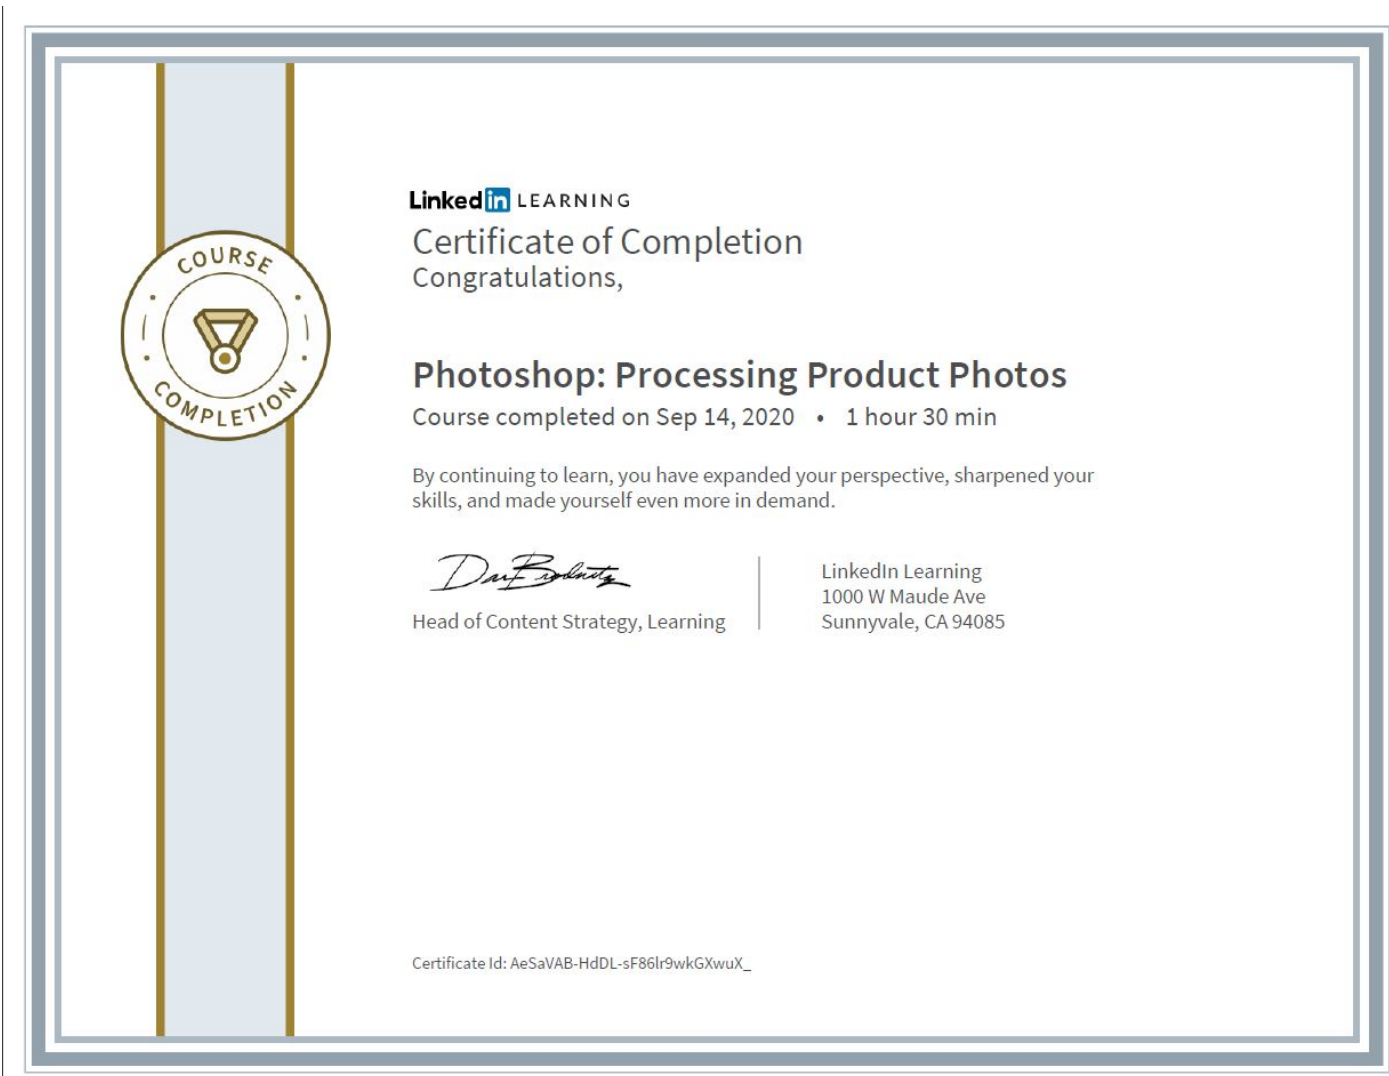 COURSE
COMPLETION
Linked in LEARNING
Certificate of Completion
Congratulations,
Photoshop: Processing Product Photos
Course completed on Sep 14, 2020 • 1 hour 30 min
By continuing to learn, you have expanded your perspective, sharpened your
skills, and made yourself even more in demand.
Head of Content Strategy, Learning
LinkedIn Learning
1000 W Maude Ave
Sunnyvale, CA 94085
Certificate Id: AeSaVAB-HdDL-sF86lr9wkGXwuX_